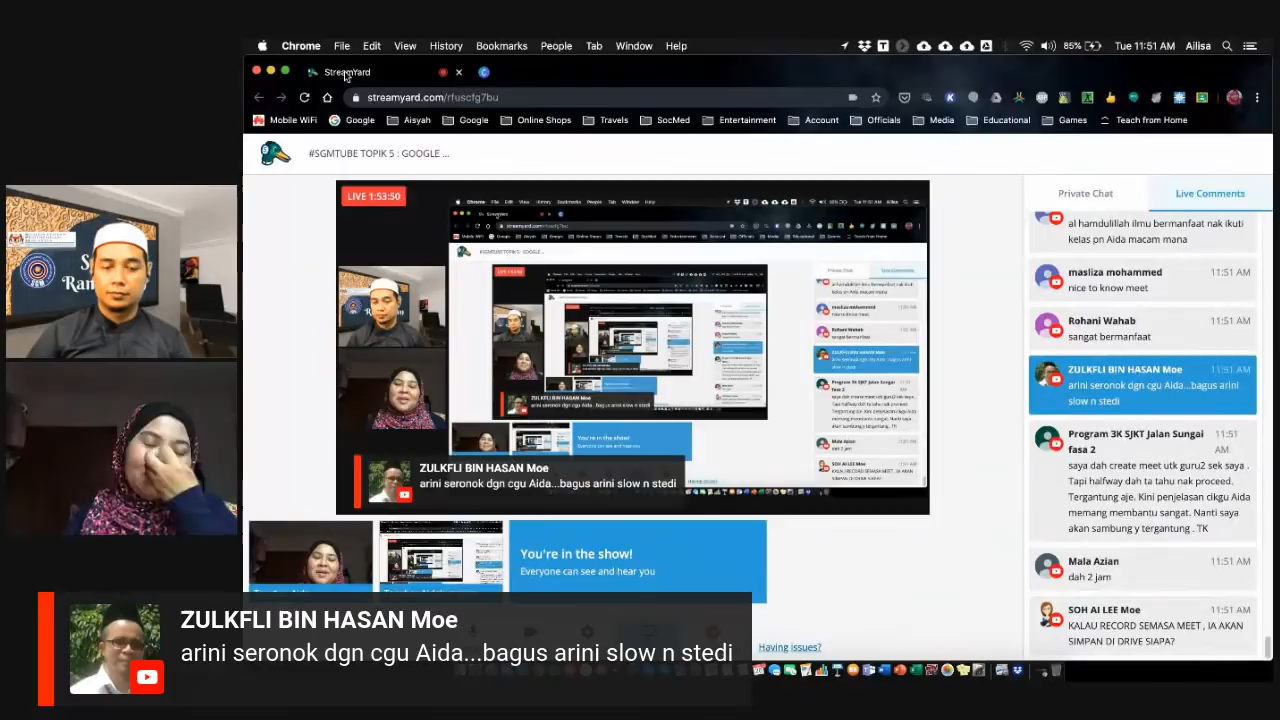 Chrome File Edit View History Bookmarks People Tab Window Help
85% Tue 11:51 AM Ailisa
StreamYard
streamyard.com/rfuscfg7bu
Mobile WiFi Google Aisyah Google Online Shops Travels SocMed Entertainment Account Officials Media Educational Games Teach from Home
#SGMTUBE TOPIK 5 : GOOGLE ...
LIVE 1:53:50
Private Chat
Live Comments
al hamdulillah ilmu bermanfaat nak ikuti
kelas pn Aida macam mana
masliza mohammed 11:51 AM
nice to know meet
Rohani Wahab 11:51 AM
sangat bermanfaat
ZULKFLI BIN HASAN Moe 11:51 AM
arini seronok dgn cgu Aida...bagus arini
slow n stedi
Program 3K SJKT Jalan Sungai 11:51
fasa 2 AM
saya dah create meet utk guru2 sek saya .
Tapi halfway dah ta tahu nak proceed.
Tergantung aje. Kini penjelasan cikgu Aida
memang membantu sangat. Nanti saya
akan sambung y tergantung..TK
Mala Azian 11:51 AM
dah 2 jam
SOH AI LEE Moe 11:51 AM
KALAU RECORD SEMASA MEET , IA AKAN
SIMPAN DI DRIVE SIAPA?
ZULKFLI BIN HASAN Moe
arini seronok dgn cgu Aida...bagus arini slow n stedi
You're in the show!
Everyone can see and hear you
Having issues?
ZULKFLI BIN HASAN Moe
arini seronok dgn cgu Aida...bagus arini slow n stedi